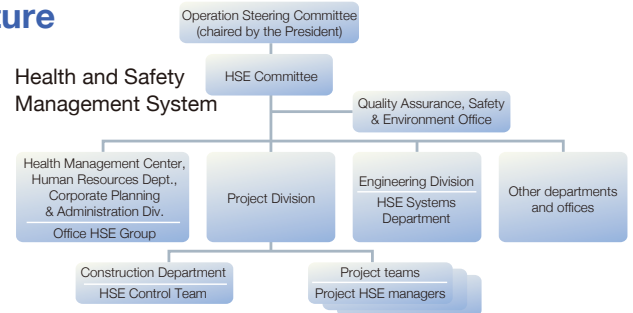 ture
Operation Steering Committee
(chaired by the President)
Health and Safety
Management System
HSE Committee
Quality Assurance, Safety
& Environment Office
Health Management Center,
Human Resources Dept.,
Corporate Planning
& Administration Div.
Office HSE Group
Project Division
Engineering Division
HSE Systems
Department
Other departments
and offices
Construction Department
HSE Control Team
Project teams
Project HSE managers